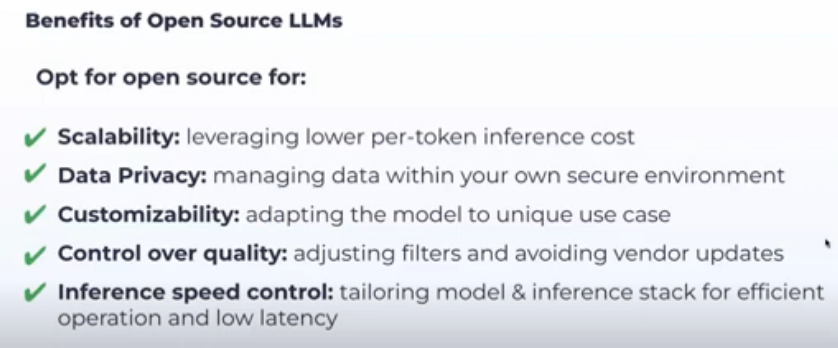 Benefits of Open Source LLMs
Opt for open source for:
✔ Scalability: leveraging lower per-token inference cost
✔ Data Privacy: managing data within your own secure environment
✔ Customizability: adapting the model to unique use case
✔ Control over quality: adjusting filters and avoiding vendor updates
✔ Inference speed control: tailoring model & inference stack for efficient
operation and low latency